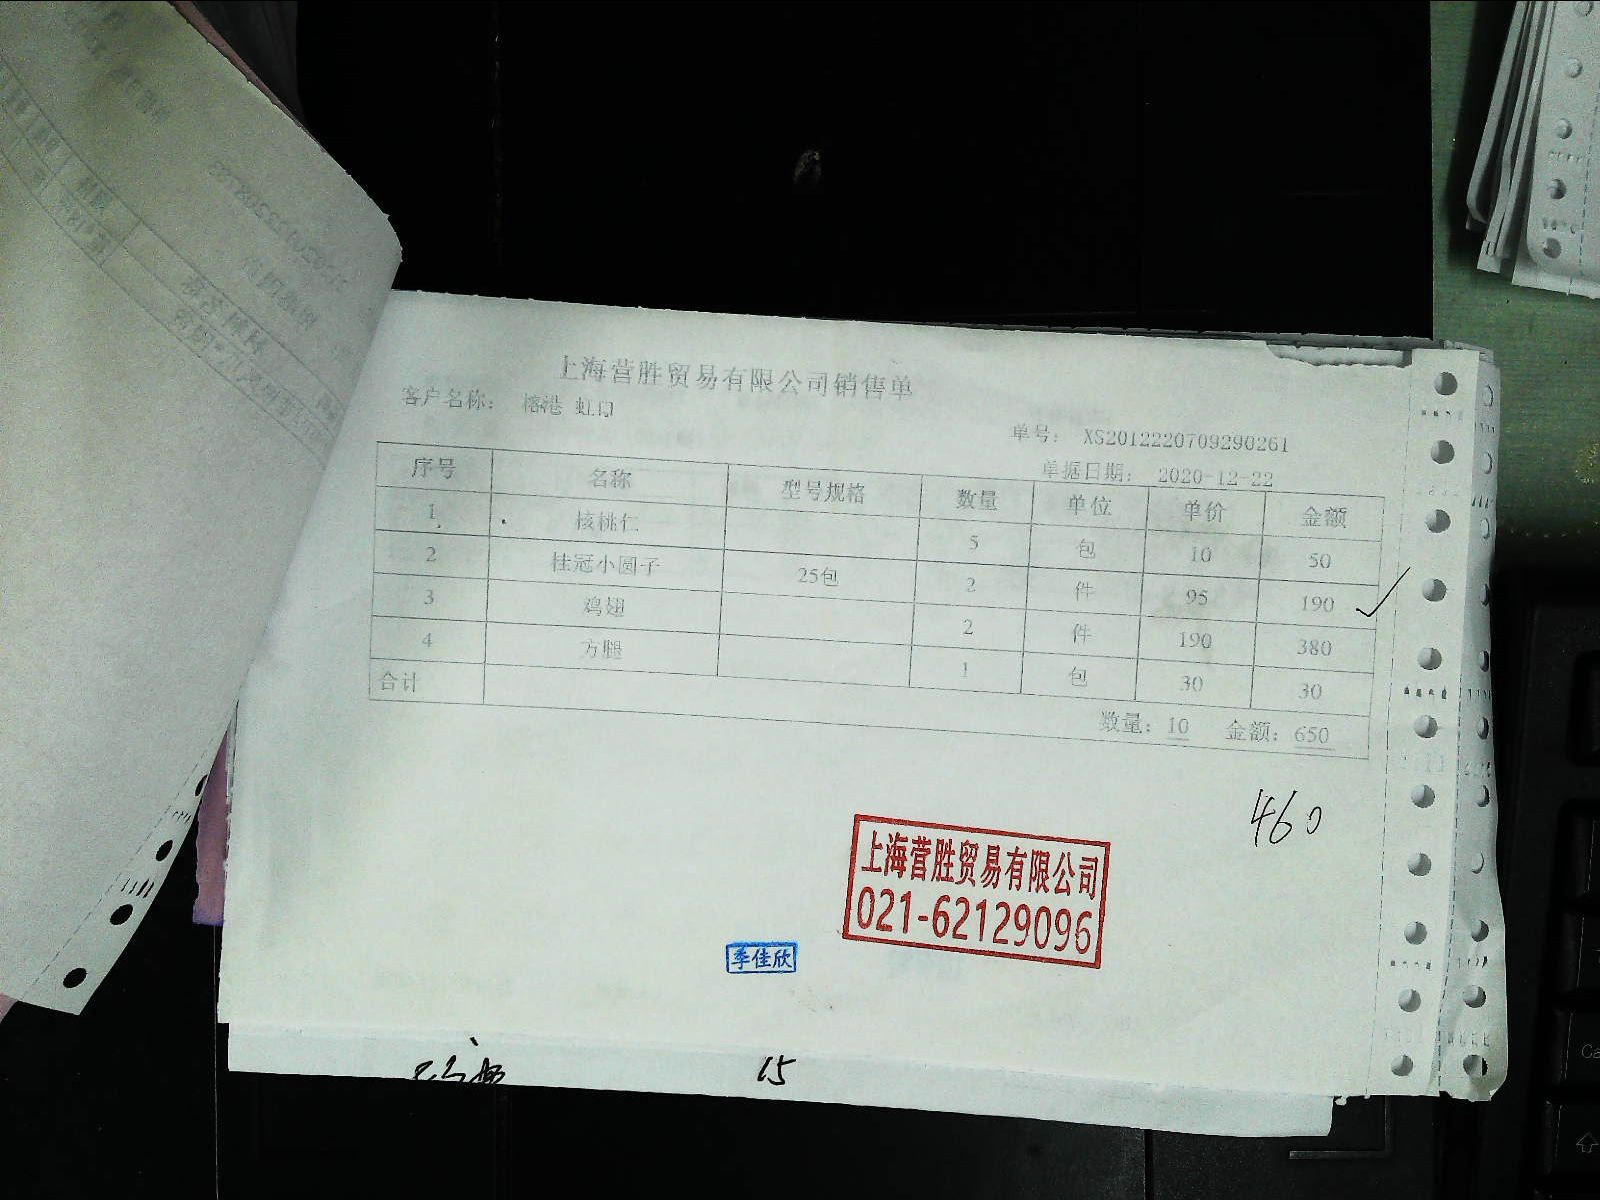 上海营胜贸易有限公司销售单
客户名称： 榕港 虹口
单号： XS2012220709290261
单据日期： 2020-12-22
序号 名称 型号规格 数量 单位 单价 金额
1 核桃仁 5 包 10 50
2 桂冠小圆子 25包 2 件 95 190
3 鸡翅 2 件 190 380
4 方腿 1 包 30 30
合计 数量：10 金额：650
460
上海营胜贸易有限公司
021-62129096
季佳欣
15